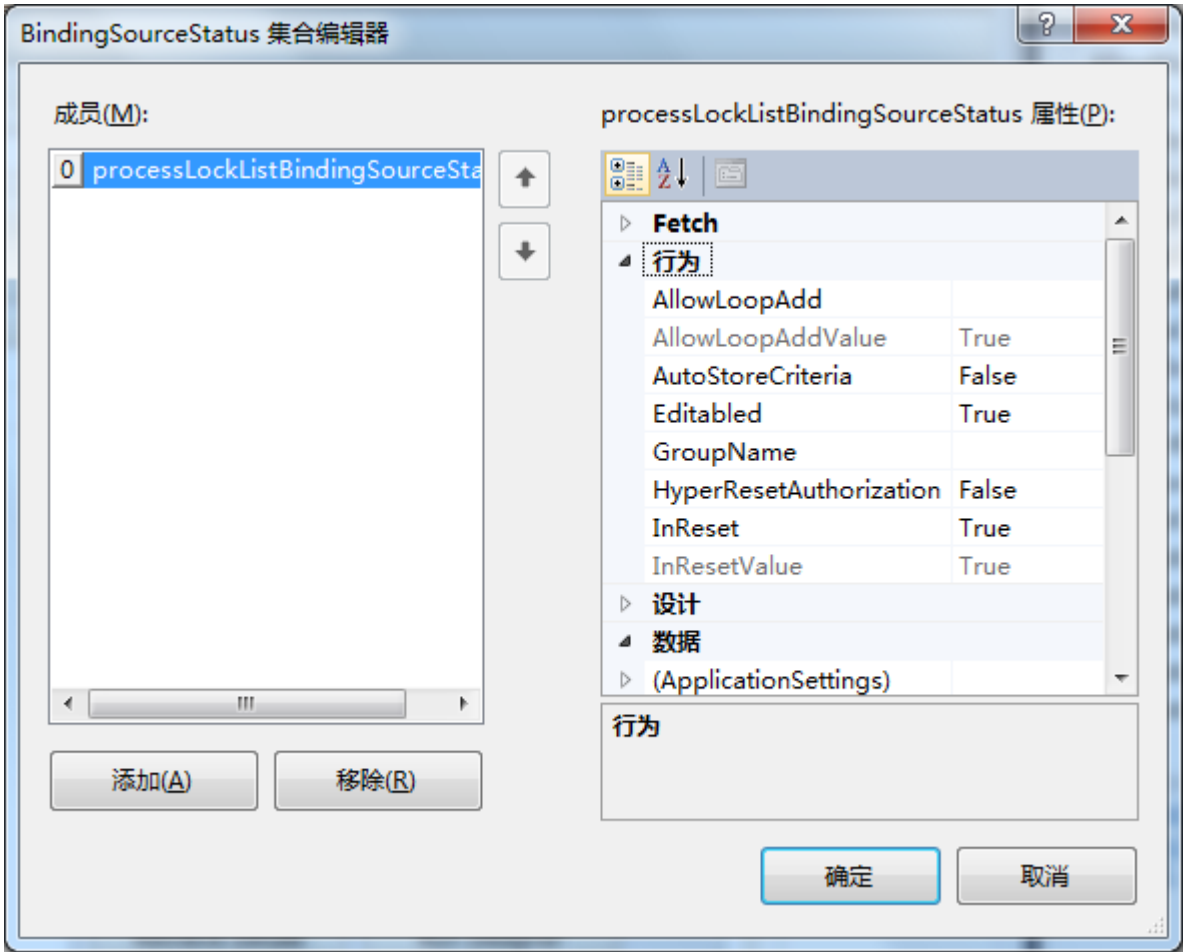 BindingSourceStatus 集合编辑器
成员(M):
0 processLockListBindingSourceSta
添加(A) 移除(R)
processLockListBindingSourceStatus 属性(P):
Fetch
行为
AllowLoopAdd
AllowLoopAddValue True
AutoStoreCriteria False
Editabled True
GroupName
HyperResetAuthorization False
InReset True
InResetValue True
设计
数据
(ApplicationSettings)
行为
确定 取消